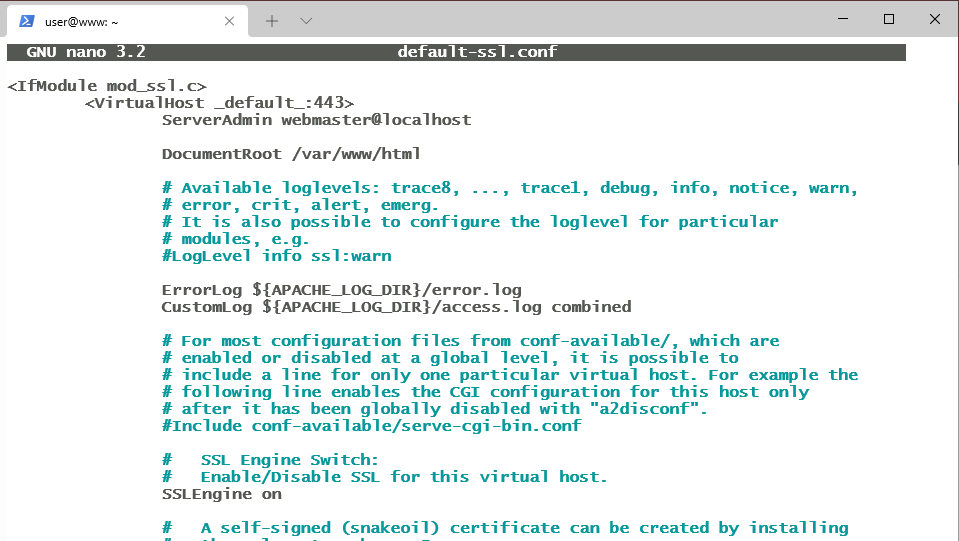 user@www: ~
GNU nano 3.2 default-ssl.conf
<IfModule mod_ssl.c>
<VirtualHost _default_:443>
ServerAdmin webmaster@localhost
DocumentRoot /var/www/html
# Available loglevels: trace8, ..., trace1, debug, info, notice, warn,
# error, crit, alert, emerg.
# It is also possible to configure the loglevel for particular
# modules, e.g.
#LogLevel info ssl:warn
ErrorLog ${APACHE_LOG_DIR}/error.log
CustomLog ${APACHE_LOG_DIR}/access.log combined
# For most configuration files from conf-available/, which are
# enabled or disabled at a global level, it is possible to
# include a line for only one particular virtual host. For example the
# following line enables the CGI configuration for this host only
# after it has been globally disabled with "a2disconf".
#Include conf-available/serve-cgi-bin.conf
#   SSL Engine Switch:
#   Enable/Disable SSL for this virtual host.
SSLEngine on
#   A self-signed (snakeoil) certificate can be created by installing